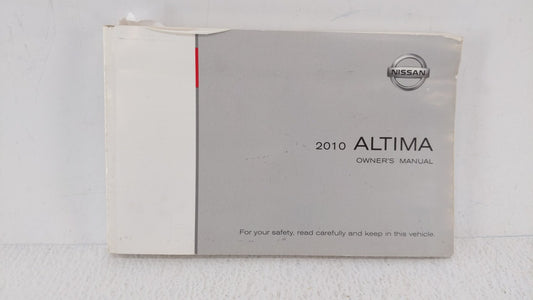 NISSAN
2010 ALTIMA
OWNER'S MANUAL
For your safety, read carefully and keep in this vehicle.